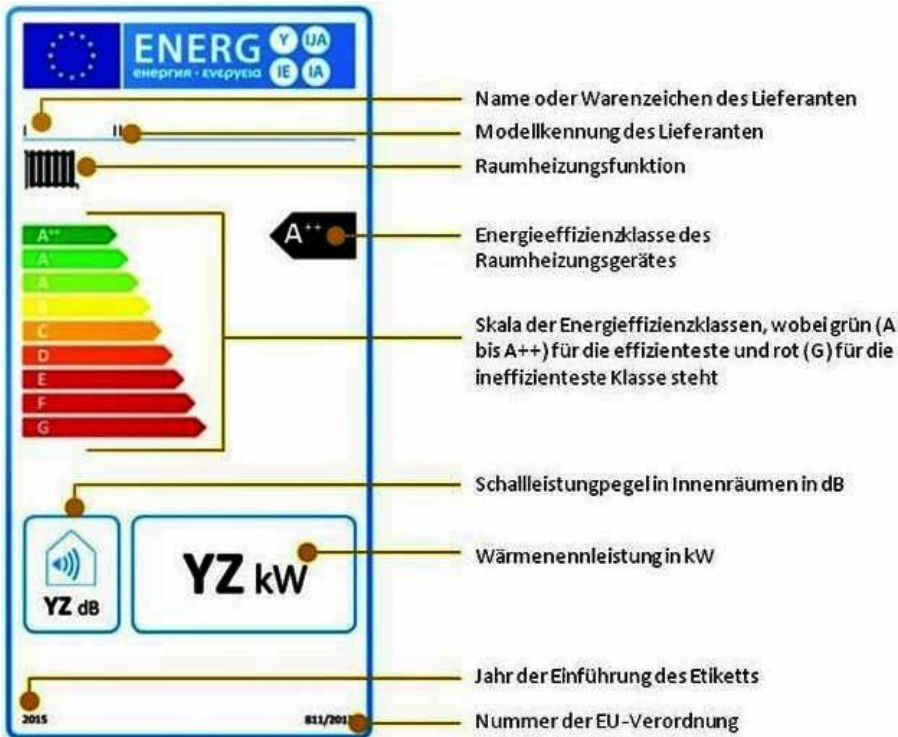 ENERG Y IJA
енергия · ενεργεια IE IA
Name oder Warenzeichen des Lieferanten
I II
Modellkennung des Lieferanten
Raumheizungsfunktion
A++
A++
Energieeffizienzklasse des
Raumheizungsgerätes
A+
A
B
C
D
E
F
G
Skala der Energieffizienzklassen, wobei grün (A
bis A++) für die effizienteste und rot (G) für die
ineffizienteste Klasse steht
Schallleistungpegel in Innenräumen in dB
Wärmenennleistung in kW
YZ kW
YZ dB
Jahr der Einführung des Etiketts
2015
Nummer der EU-Verordnung